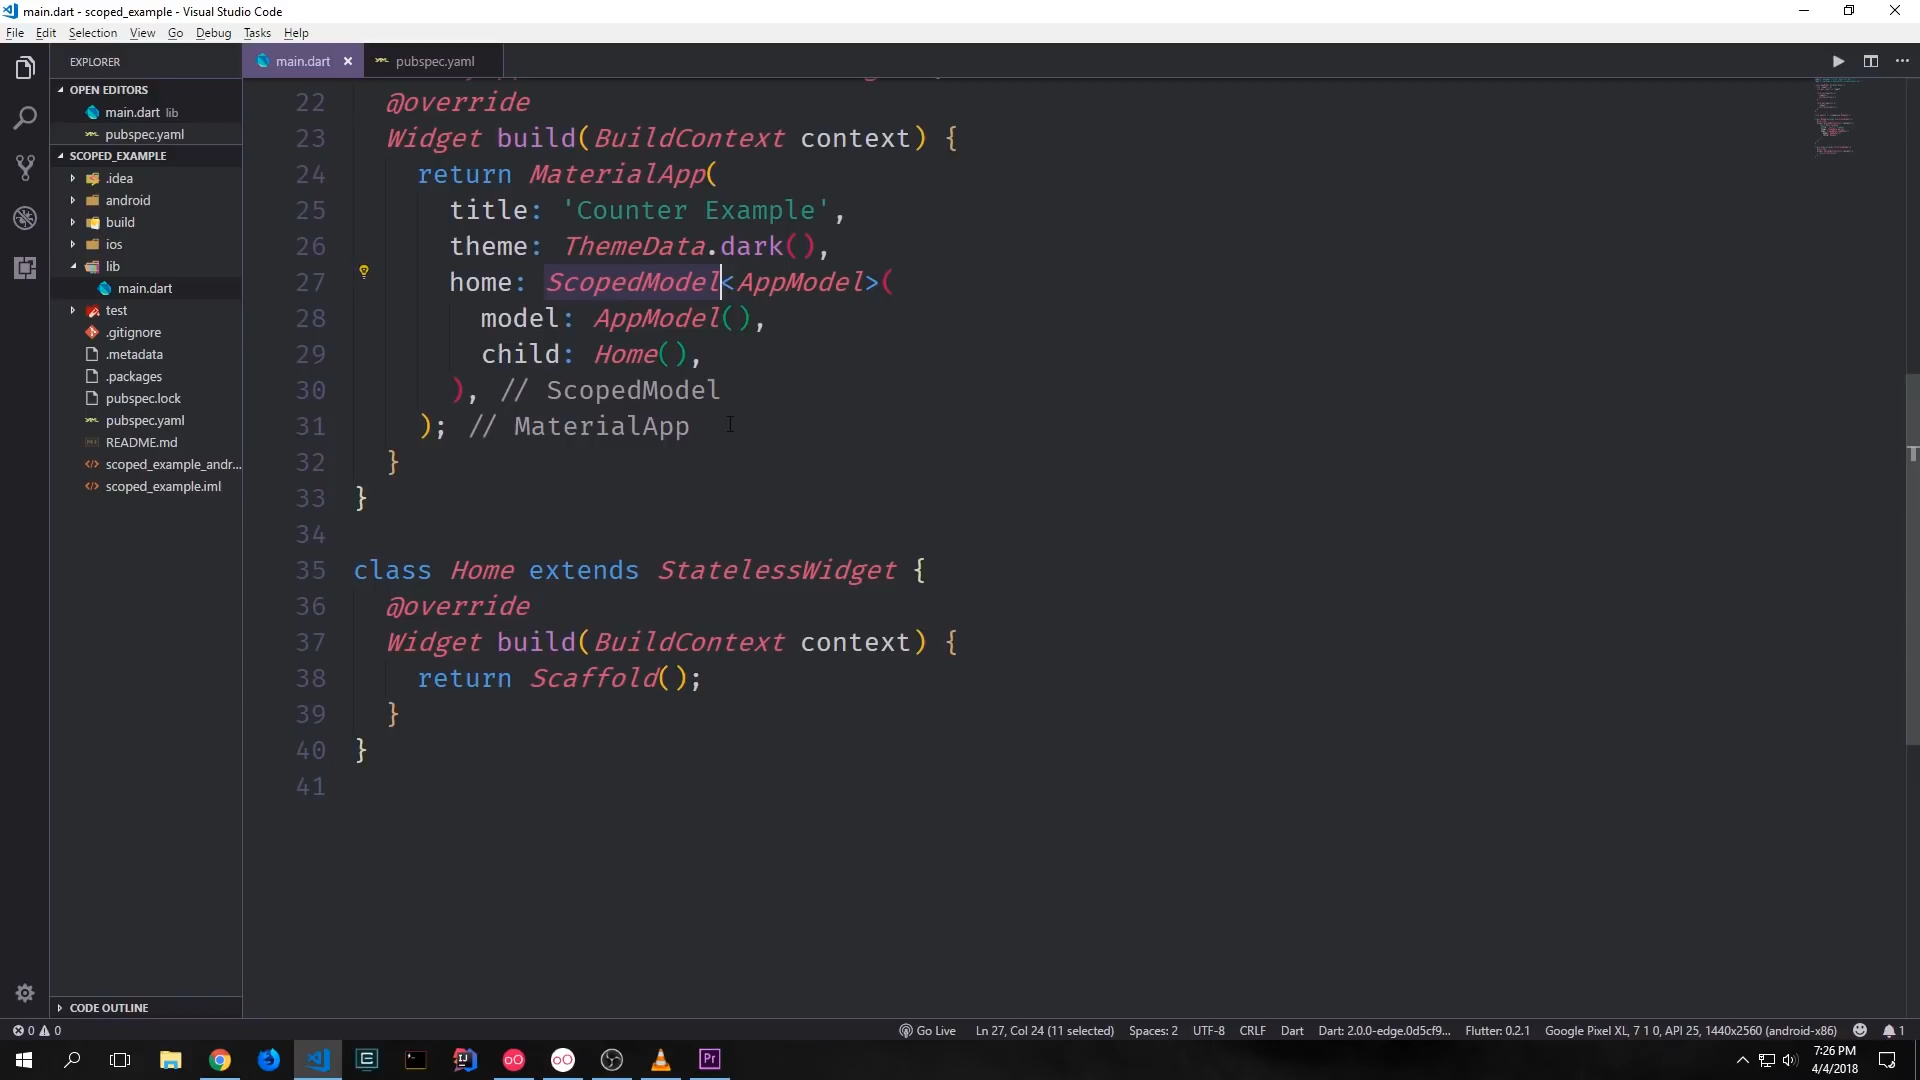 main.dart - scoped_example - Visual Studio Code
File Edit Selection View Go Debug Tasks Help
EXPLORER
OPEN EDITORS
main.dart lib
pubspec.yaml
SCOPED_EXAMPLE
.idea
android
build
ios
lib
main.dart
test
.gitignore
.metadata
.packages
pubspec.lock
pubspec.yaml
README.md
scoped_example_andr...
scoped_example.iml
CODE OUTLINE
main.dart pubspec.yaml
22 @override
23 Widget build(BuildContext context) {
24 return MaterialApp(
25 title: 'Counter Example',
26 theme: ThemeData.dark(),
27 home: ScopedModel<AppModel>(
28 model: AppModel(),
29 child: Home(),
30 ), // ScopedModel
31 ); // MaterialApp
32 }
33 }
34
35 class Home extends StatelessWidget {
36 @override
37 Widget build(BuildContext context) {
38 return Scaffold();
39 }
40 }
41
0 0 Go Live Ln 27, Col 24 (11 selected) Spaces: 2 UTF-8 CRLF Dart Dart: 2.0.0-edge.0d5cf9... Flutter: 0.2.1 Google Pixel XL, 7 1 0, API 25, 1440x2560 (android-x86) 1
7:26 PM
4/4/2018